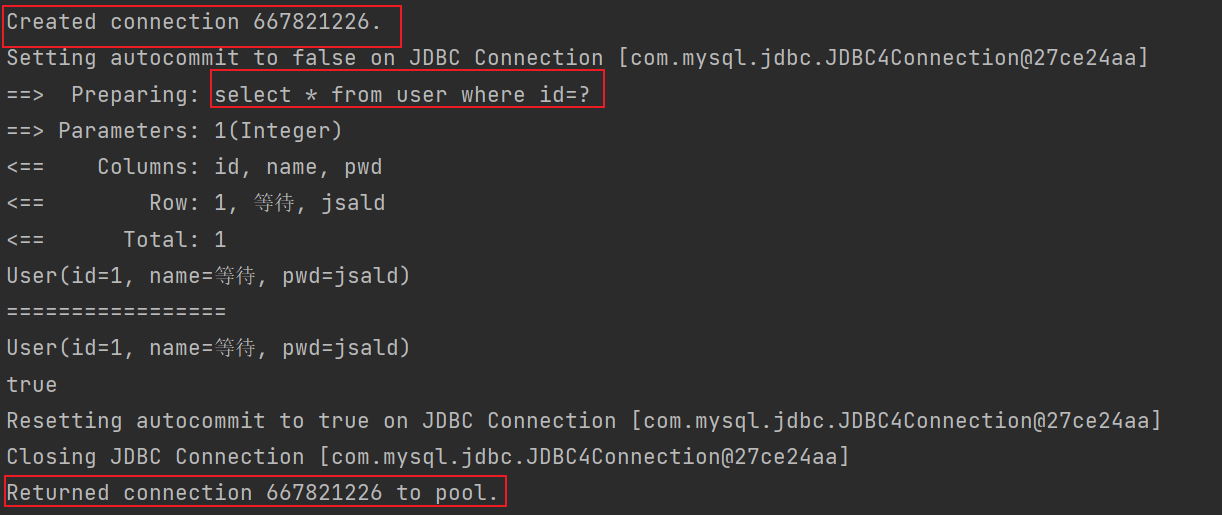 Created connection 667821226.
Setting autocommit to false on JDBC Connection [com.mysql.jdbc.JDBC4Connection@27ce24aa]
==>  Preparing: select * from user where id=?
==> Parameters: 1(Integer)
<==    Columns: id, name, pwd
<==        Row: 1, 等待, jsald
<==      Total: 1
User(id=1, name=等待, pwd=jsald)
=================
User(id=1, name=等待, pwd=jsald)
true
Resetting autocommit to true on JDBC Connection [com.mysql.jdbc.JDBC4Connection@27ce24aa]
Closing JDBC Connection [com.mysql.jdbc.JDBC4Connection@27ce24aa]
Returned connection 667821226 to pool.